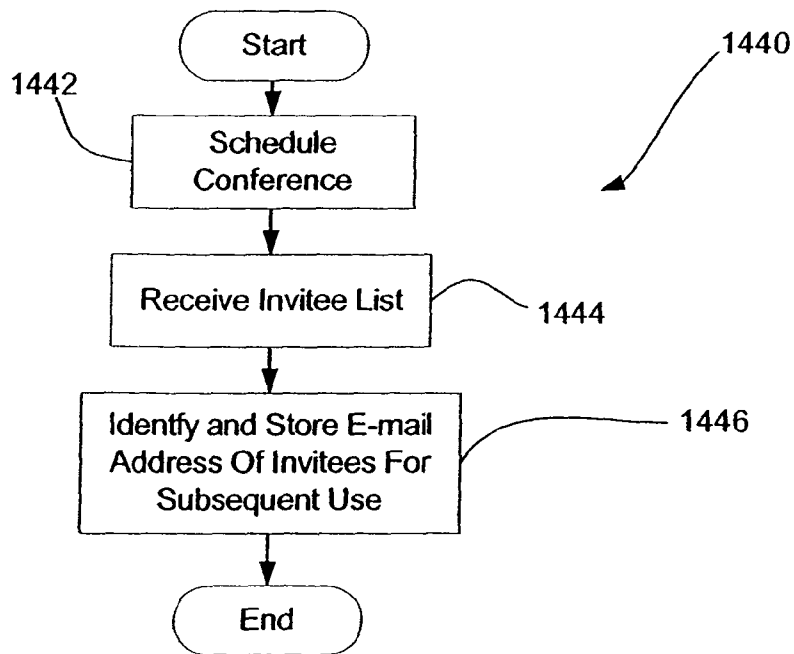 Start
1440
1442
Schedule
Conference
Receive Invitee List
1444
Identfy and Store E-mail
Address Of Invitees For
Subsequent Use
1446
End